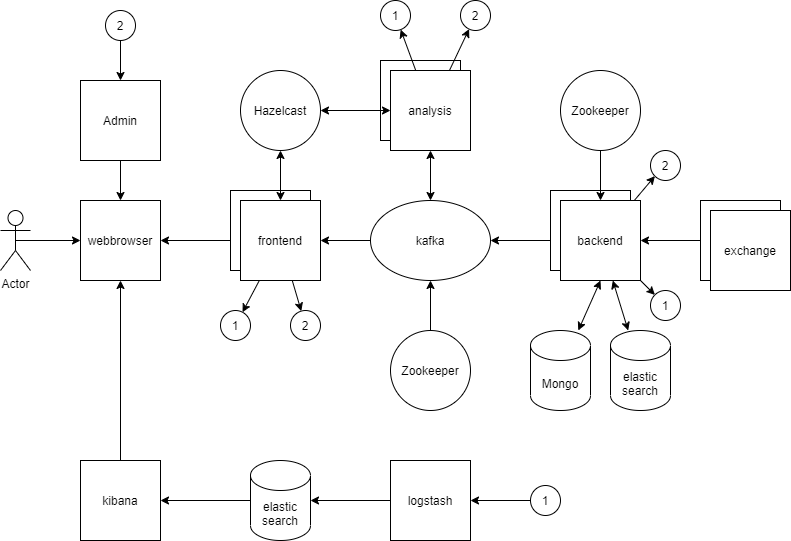 1
2
2
Admin
Hazelcast
analysis
Zookeeper
2
webbrowser
frontend
kafka
backend
exchange
Actor
1
2
1
Zookeeper
Mongo
elastic
search
kibana
elastic
search
logstash
1